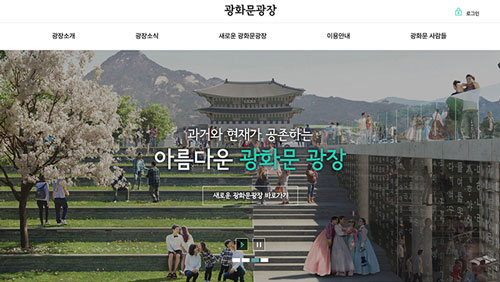 광화문광장
로그인
광장소개
광장소식
새로운 광화문광장
이용안내
광화문 사람들
과거와 현재가 공존하는
아름다운 광화문 광장
새로운 광화문광장 바로가기